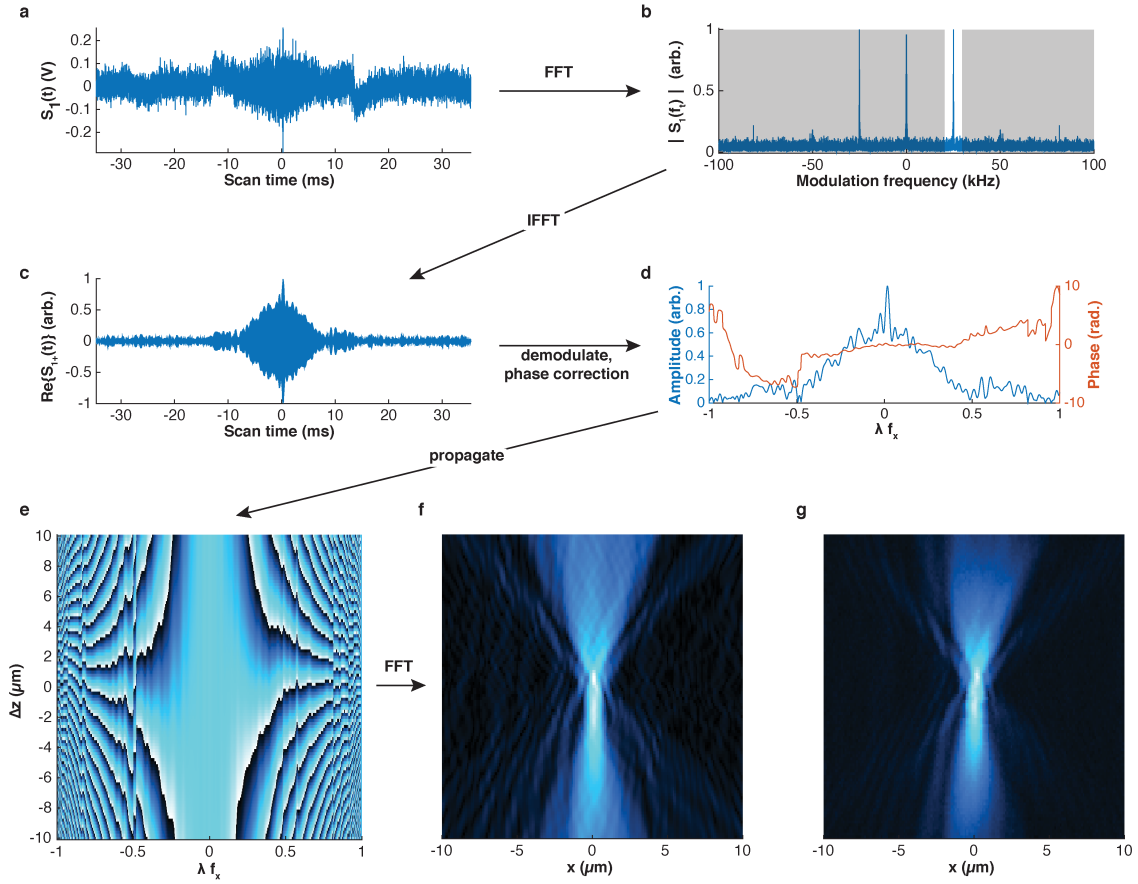 a
S1(t) (V)
0.2
0.1
0
-0.1
-0.2
-30
-20
-10
0
10
20
30
Scan time (ms)
FFT
b
| S1(ft) | (arb.)
1
0.5
0
-100
-50
0
50
100
Modulation frequency (kHz)
IFFT
c
Re{S1+(t)} (arb.)
1
0.5
0
-0.5
-1
-30
-20
-10
0
10
20
30
Scan time (ms)
demodulate,
phase correction
d
Amplitude (arb.)
1
0.8
0.6
0.4
0.2
0
-1
-0.5
0
0.5
1
λ fx
10
0
-10
Phase (rad.)
propagate
e
Δz (µm)
10
8
6
4
2
0
-2
-4
-6
-8
-10
-1
-0.5
0
0.5
1
λ fx
FFT
f
-10
-5
0
5
10
x (µm)
g
-10
-5
0
5
10
x (µm)